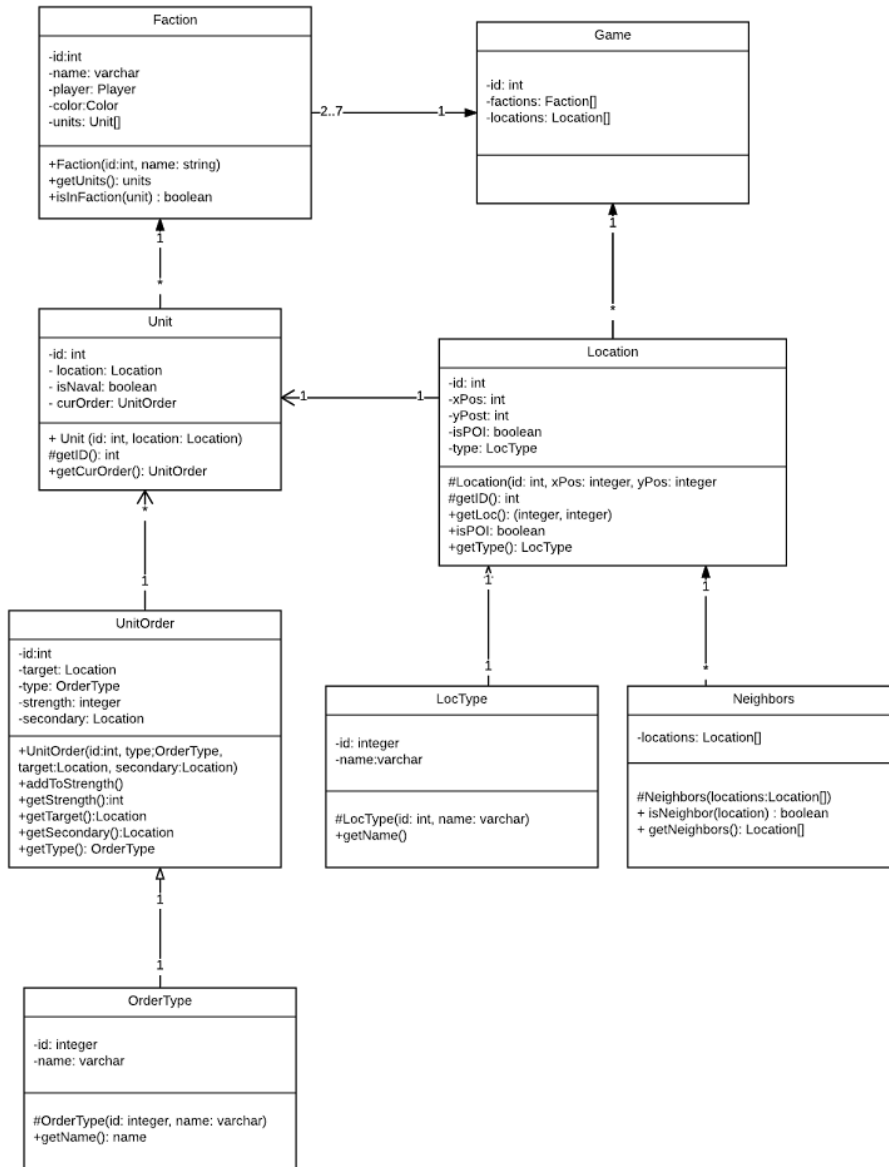 Faction
-id:int
-name: varchar
-player: Player
-color:Color
-units: Unit[]
+Faction(id:int, name: string)
+getUnits(): units
+isInFaction(unit) : boolean
2..7
1
Game
-id: int
-factions: Faction[]
-locations: Location[]
1
*
1
*
Unit
-id: int
- location: Location
- isNaval: boolean
- curOrder: UnitOrder
+ Unit (id: int, location: Location)
#getID(): int
+getCurOrder(): UnitOrder
1
1
Location
-id: int
-xPos: int
-yPost: int
-isPOI: boolean
-type: LocType
#Location(id: int, xPos: integer, yPos: integer
#getID(): int
+getLoc(): (integer, integer)
+isPOI: boolean
+getType(): LocType
*
1
1
1
1
*
UnitOrder
-id:int
-target: Location
-type: OrderType
-strength: integer
-secondary: Location
+UnitOrder(id:int, type;OrderType,
target:Location, secondary:Location)
+addToStrength()
+getStrength():int
+getTarget():Location
+getSecondary():Location
+getType(): OrderType
LocType
-id: integer
-name:varchar
#LocType(id: int, name: varchar)
+getName()
Neighbors
-locations: Location[]
#Neighbors(locations:Location[])
+ isNeighbor(location) : boolean
+ getNeighbors(): Location[]
1
1
OrderType
-id: integer
-name: varchar
#OrderType(id: integer, name: varchar)
+getName(): name